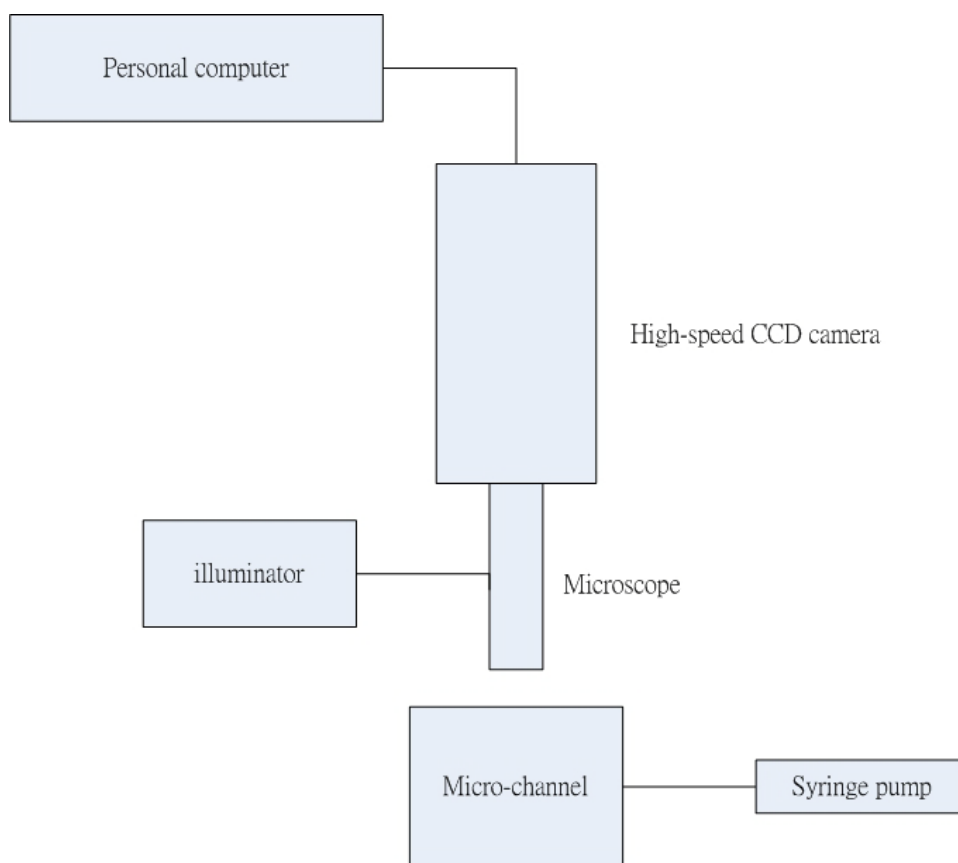 Personal computer
High-speed CCD camera
illuminator
Microscope
Micro-channel
Syringe pump